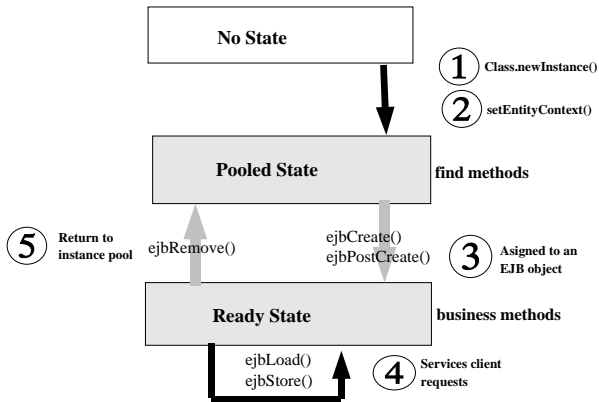 No State
1 Class.newInstance()
2 setEntityContext()
Pooled State
find methods
5 Return to
instance pool
ejbRemove()
ejbCreate()
ejbPostCreate()
3 Asigned to an
EJB object
Ready State
business methods
ejbLoad()
ejbStore()
4 Services client
requests